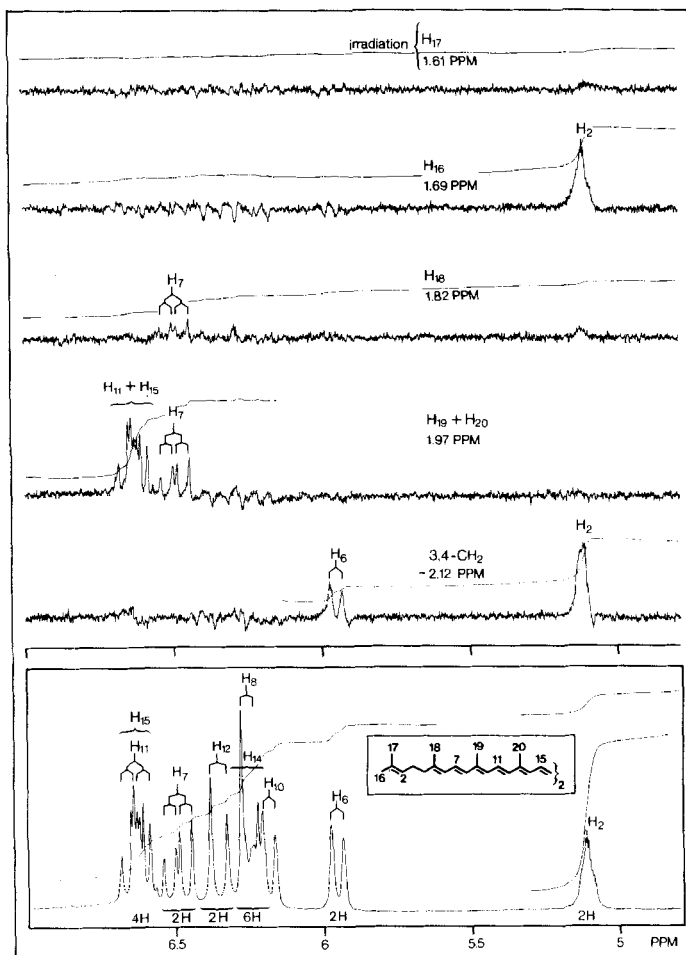 irradiation { H17
1.61 PPM
H2
H16
1.69 PPM
H7
H18
1.82 PPM
H11 + H15
H7
H19 + H20
1.97 PPM
H6
H2
3.4-CH2
~2.12 PPM
H8
H15
H11
H7
H12
H14
H10
H6
H2
17 18 19 20 15
16 2 7 11 2
4H 2H 2H 6H 2H 2H
6.5 6 5.5 5 PPM